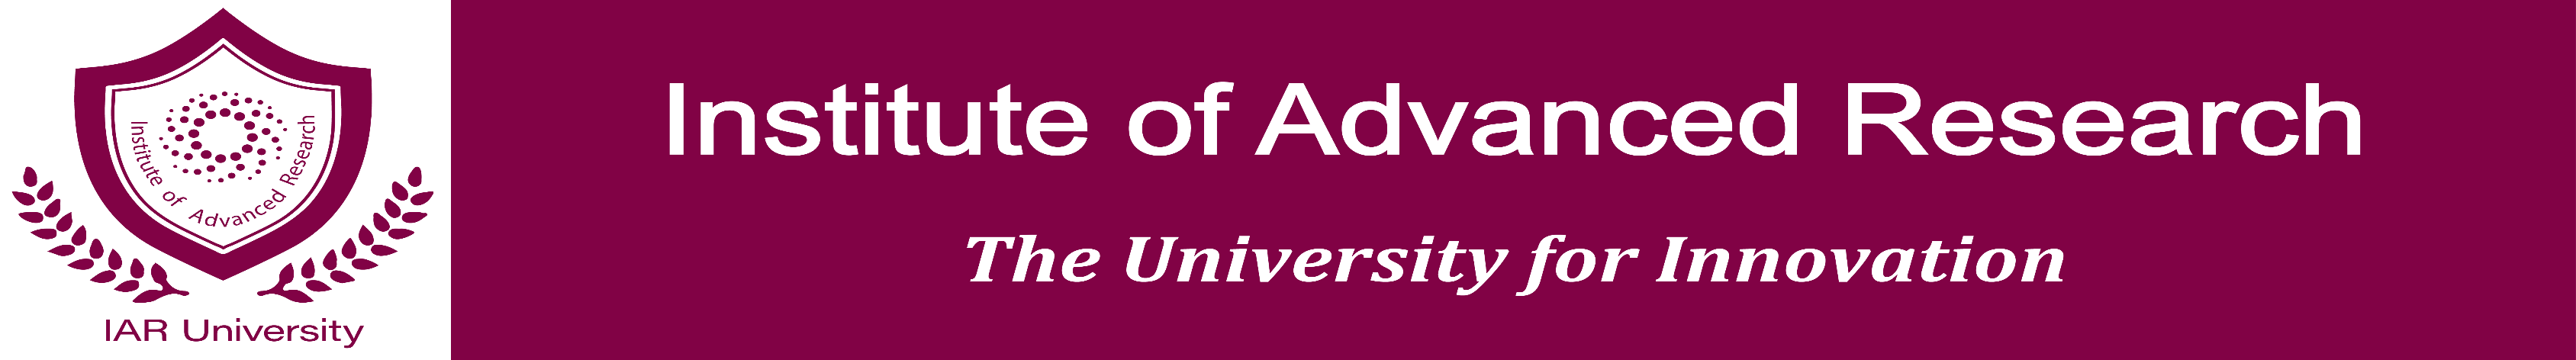 Institute of Advanced Research
IAR University
Institute of Advanced Research
The University for Innovation